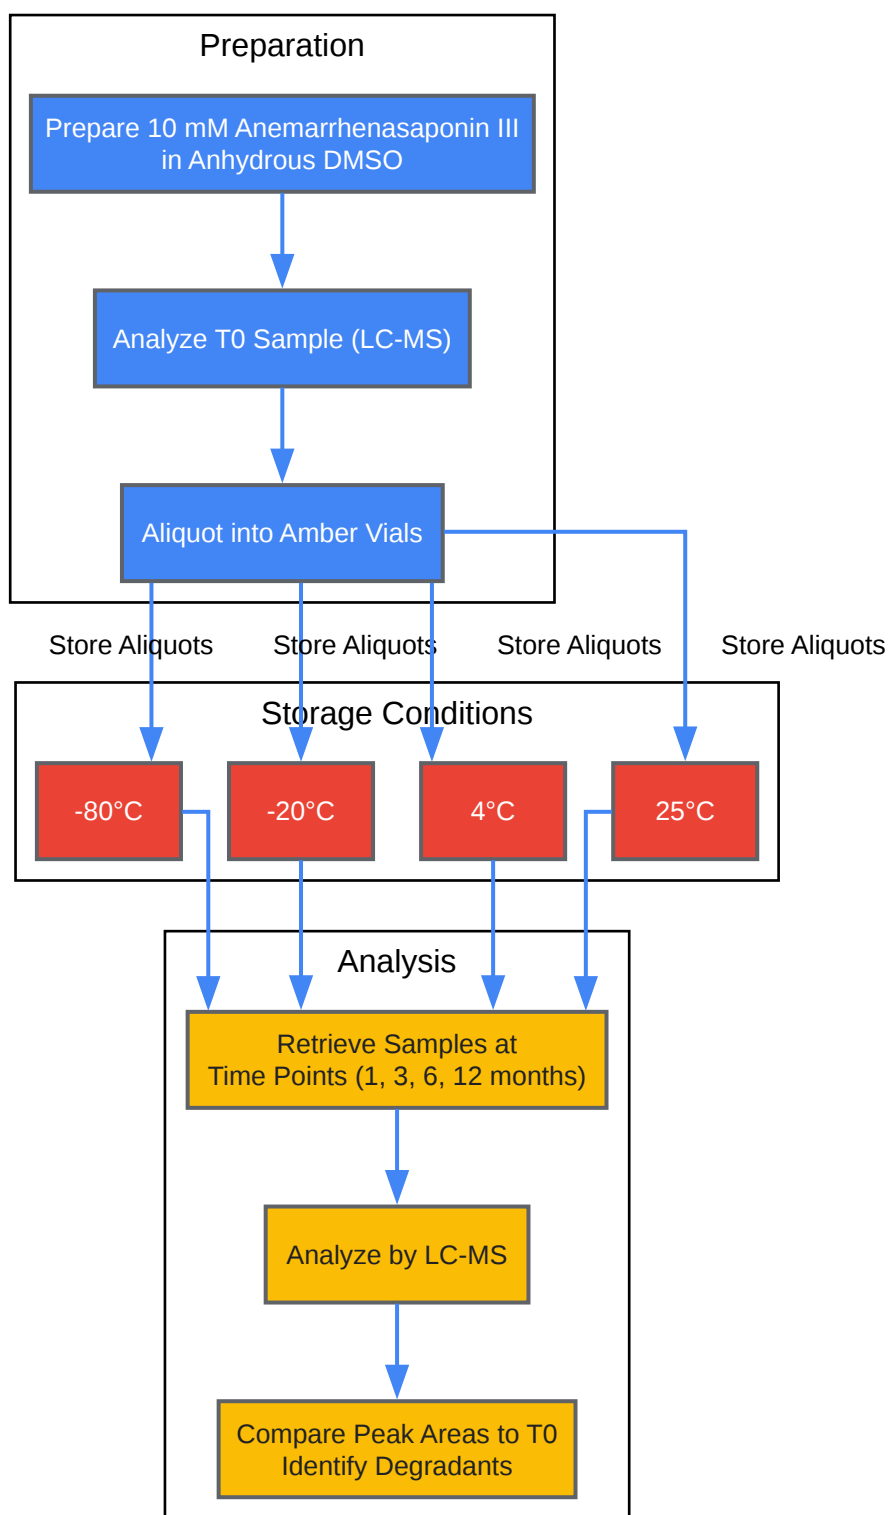 Preparation
Prepare 10 mM Anemarrhenasaponin III
in Anhydrous DMSO
Analyze T0 Sample (LC-MS)
Aliquot into Amber Vials
Store Aliquots
Store Aliquots
Store Aliquots
Store Aliquots
Storage Conditions
-80°C
-20°C
4°C
25°C
Analysis
Retrieve Samples at
Time Points (1, 3, 6, 12 months)
Analyze by LC-MS
Compare Peak Areas to T0
Identify Degradants